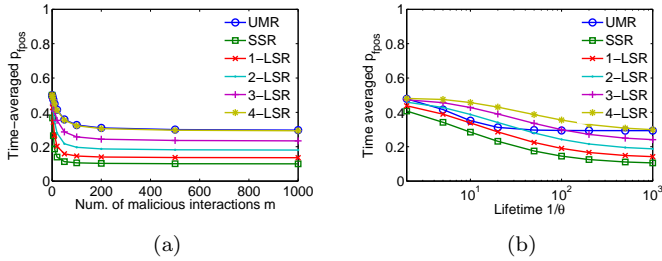 1
0.8
0.6
0.4
0.2
0
Time−averaged p_fpos
0 200 400 600 800 1000
Num. of malicious interactions m
UMR
SSR
1−LSR
2−LSR
3−LSR
4−LSR
(a)
1
0.8
0.6
0.4
0.2
0
Time averaged p_fpos
10^1 10^2 10^3
Lifetime 1/θ
UMR
SSR
1−LSR
2−LSR
3−LSR
4−LSR
(b)